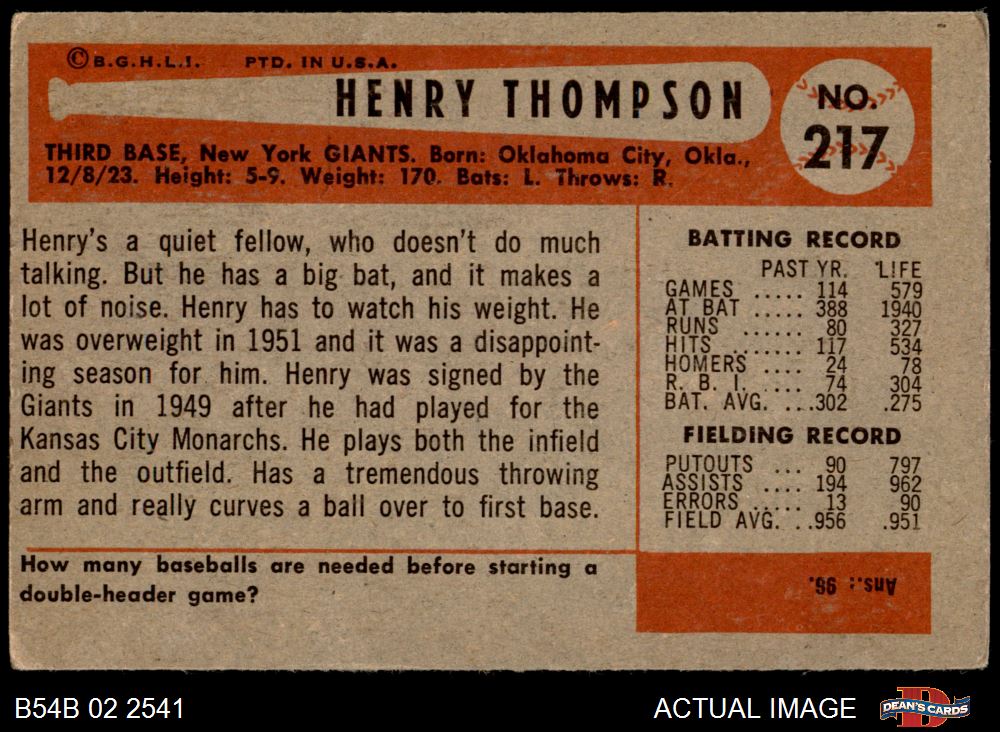 ©B.G.H.L.I. PTD. IN U.S.A.
HENRY THOMPSON
NO.
217
THIRD BASE, New York GIANTS. Born: Oklahoma City, Okla.,
12/8/23. Height: 5-9. Weight: 170. Bats: L. Throws: R.
Henry's a quiet fellow, who doesn't do much
talking. But he has a big bat, and it makes a
lot of noise. Henry has to watch his weight. He
was overweight in 1951 and it was a disappoint-
ing season for him. Henry was signed by the
Giants in 1949 after he had played for the
Kansas City Monarchs. He plays both the infield
and the outfield. Has a tremendous throwing
arm and really curves a ball over to first base.
BATTING RECORD
PAST YR. LIFE
GAMES ..... 114 579
AT BAT ..... 388 1940
RUNS ...... 80 327
HITS ....... 117 534
HOMERS .... 24 78
R. B. I. .... 74 304
BAT. AVG. ...302 .275
FIELDING RECORD
PUTOUTS ... 90 797
ASSISTS .... 194 962
ERRORS ..... 13 90
FIELD AVG. ..956 .951
How many baseballs are needed before starting a
double-header game?
Ans.: 96.
B54B 02 2541
ACTUAL IMAGE
D
DEAN'S CARDS